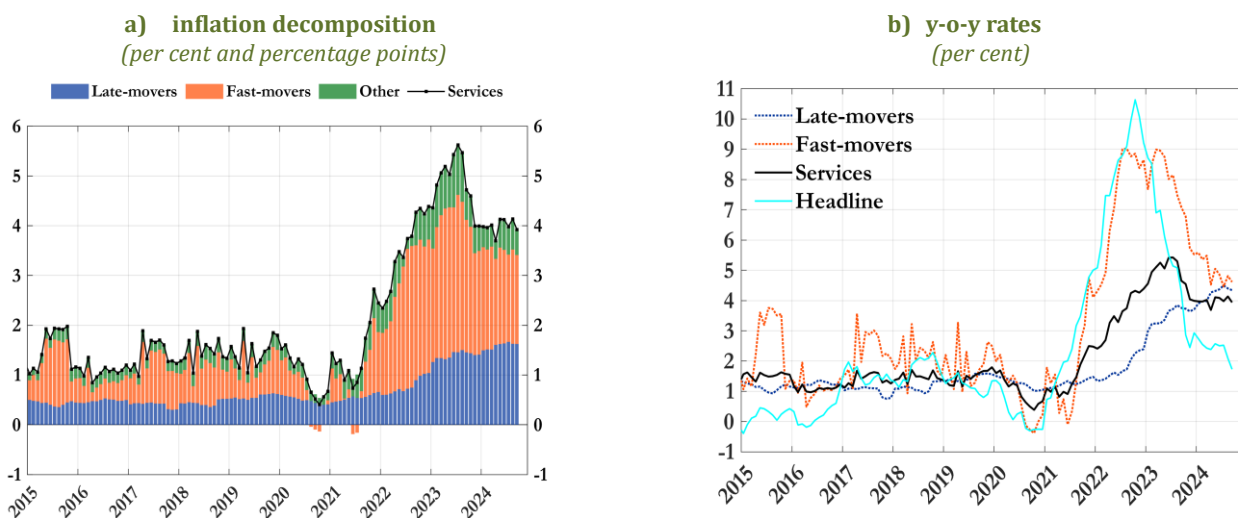 a) inflation decomposition
(per cent and percentage points)
Late-movers Fast-movers Other Services
6 6
5 5
4 4
3 3
2 2
1 1
0 0
-1 -1
2015 2016 2017 2018 2019 2020 2021 2022 2023 2024
b) y-o-y rates
(per cent)
11
10
9
8
7
6
5
4
3
2
1
0
-1
Late-movers
Fast-movers
Services
Headline
2015 2016 2017 2018 2019 2020 2021 2022 2023 2024